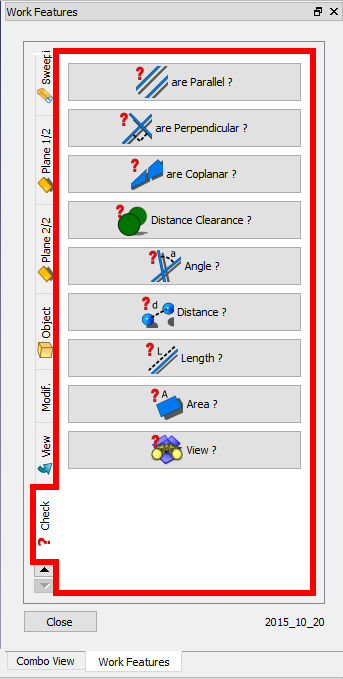 Work Features
Sweepi
Plane 1/2
Plane 2/2
Object
Modif.
View
Check
? are Parallel ?
? are Perpendicular ?
? are Coplanar ?
? Distance Clearance ?
? a Angle ?
? d Distance ?
? L Length ?
? A Area ?
? View ?
?
Close
2015_10_20
Combo View
Work Features